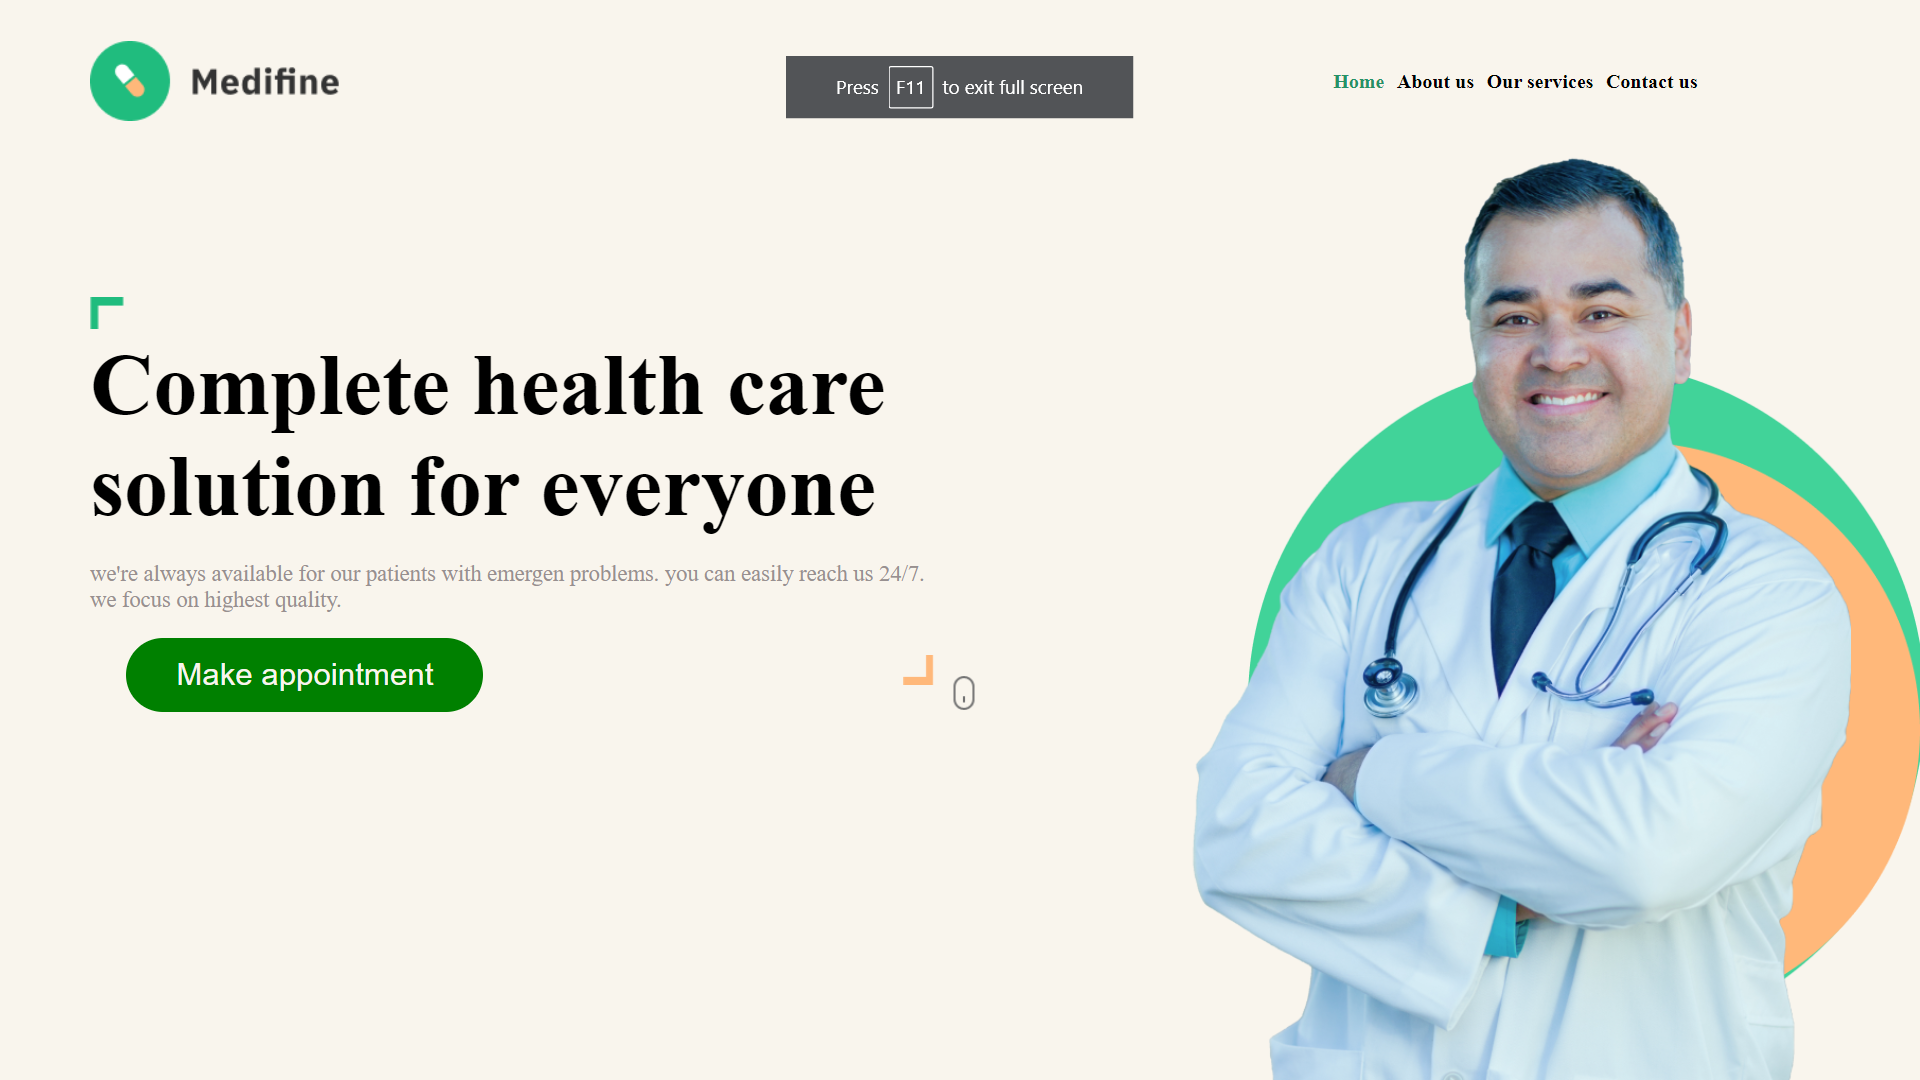 Medifine
Press F11 to exit full screen
Home About us Our services Contact us
Complete health care
solution for everyone
we're always available for our patients with emergen problems. you can easily reach us 24/7.
we focus on highest quality.
Make appointment